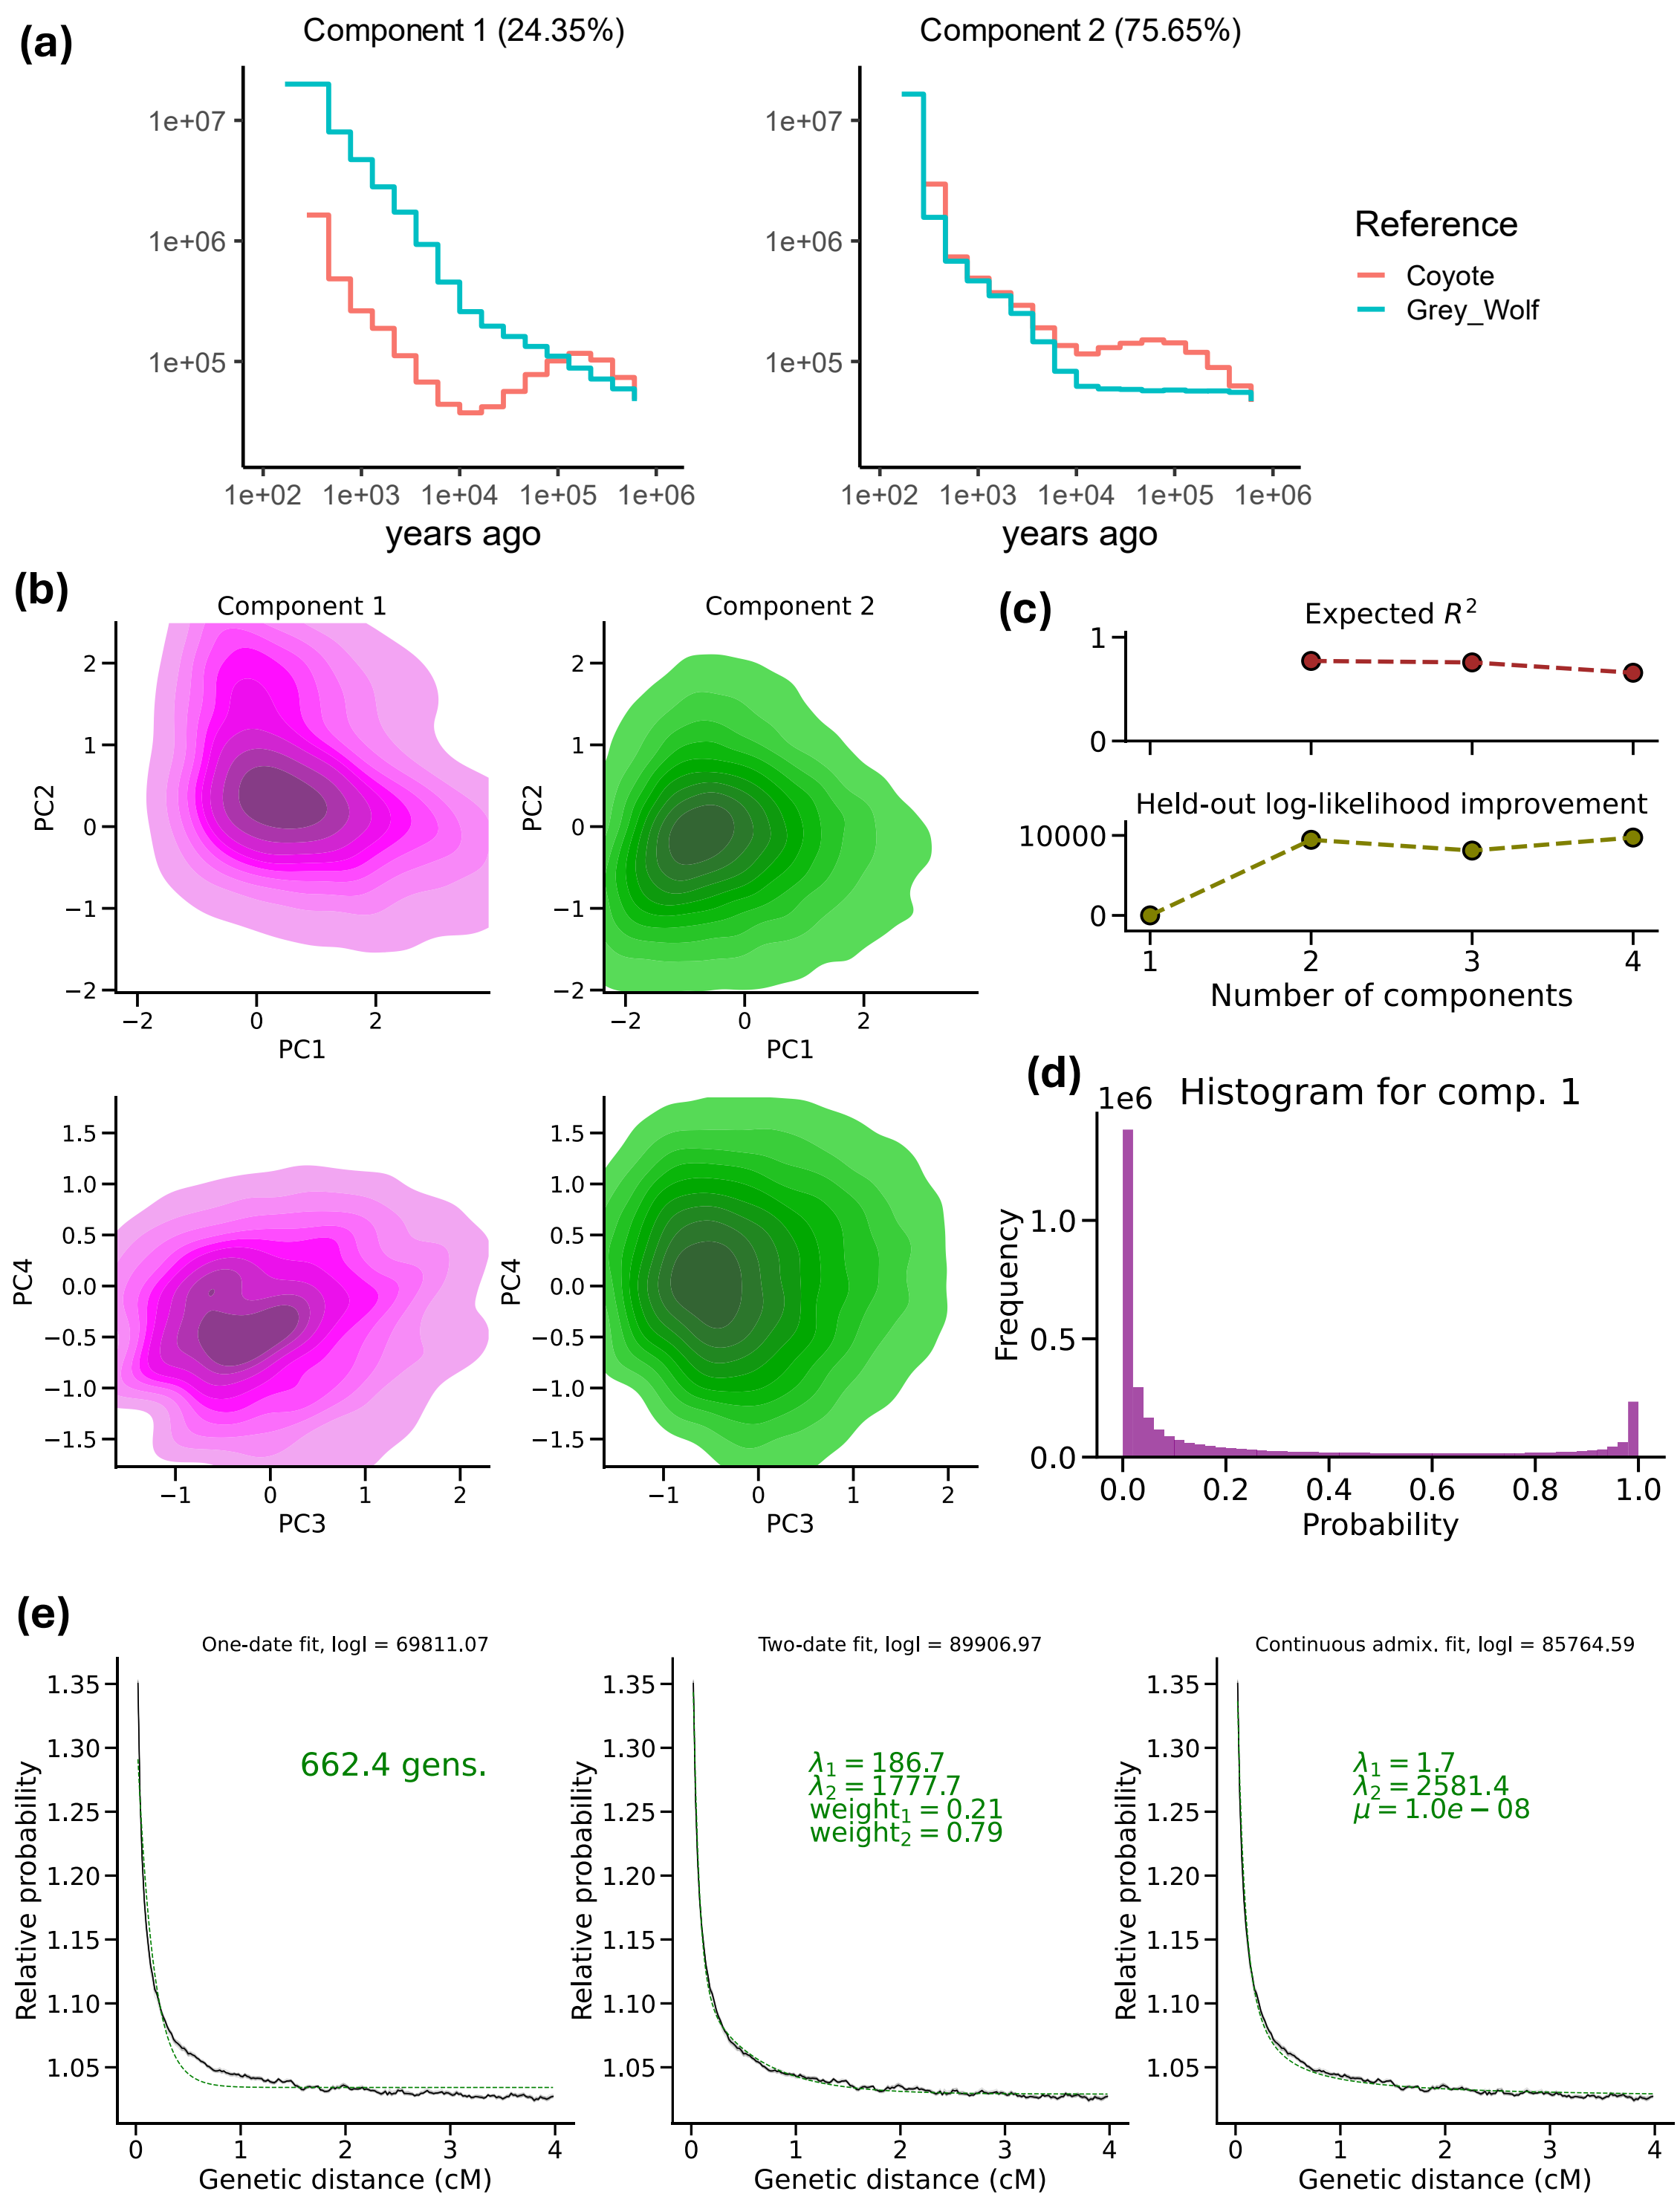 (a)
Component 1 (24.35%)
Component 2 (75.65%)
1e+07
1e+06
1e+05
1e+02 1e+03 1e+04 1e+05 1e+06
years ago
1e+07
1e+06
1e+05
1e+02 1e+03 1e+04 1e+05 1e+06
years ago
Reference
Coyote
Grey_Wolf
(b)
Component 1
PC2
2
1
0
−1
−2
−2 0 2
PC1
Component 2
PC2
2
1
0
−1
−2
−2 0 2
PC1
PC4
1.5
1.0
0.5
0.0
−0.5
−1.0
−1.5
−1 0 1 2
PC3
PC4
1.5
1.0
0.5
0.0
−0.5
−1.0
−1.5
−1 0 1 2
PC3
(c)
Expected R²
1
0
Held-out log-likelihood improvement
10000
0
1 2 3 4
Number of components
(d)
1e6
Histogram for comp. 1
Frequency
1.0
0.5
0.0
0.0 0.2 0.4 0.6 0.8 1.0
Probability
(e)
One-date fit, logl = 69811.07
Relative probability
1.35
1.30
1.25
1.20
1.15
1.10
1.05
662.4 gens.
0 1 2 3 4
Genetic distance (cM)
Two-date fit, logl = 89906.97
Relative probability
1.35
1.30
1.25
1.20
1.15
1.10
1.05
λ₁ = 186.7
λ₂ = 1777.7
weight₁ = 0.21
weight₂ = 0.79
0 1 2 3 4
Genetic distance (cM)
Continuous admix. fit, logl = 85764.59
Relative probability
1.35
1.30
1.25
1.20
1.15
1.10
1.05
λ₁ = 1.7
λ₂ = 2581.4
μ = 1.0e − 08
0 1 2 3 4
Genetic distance (cM)